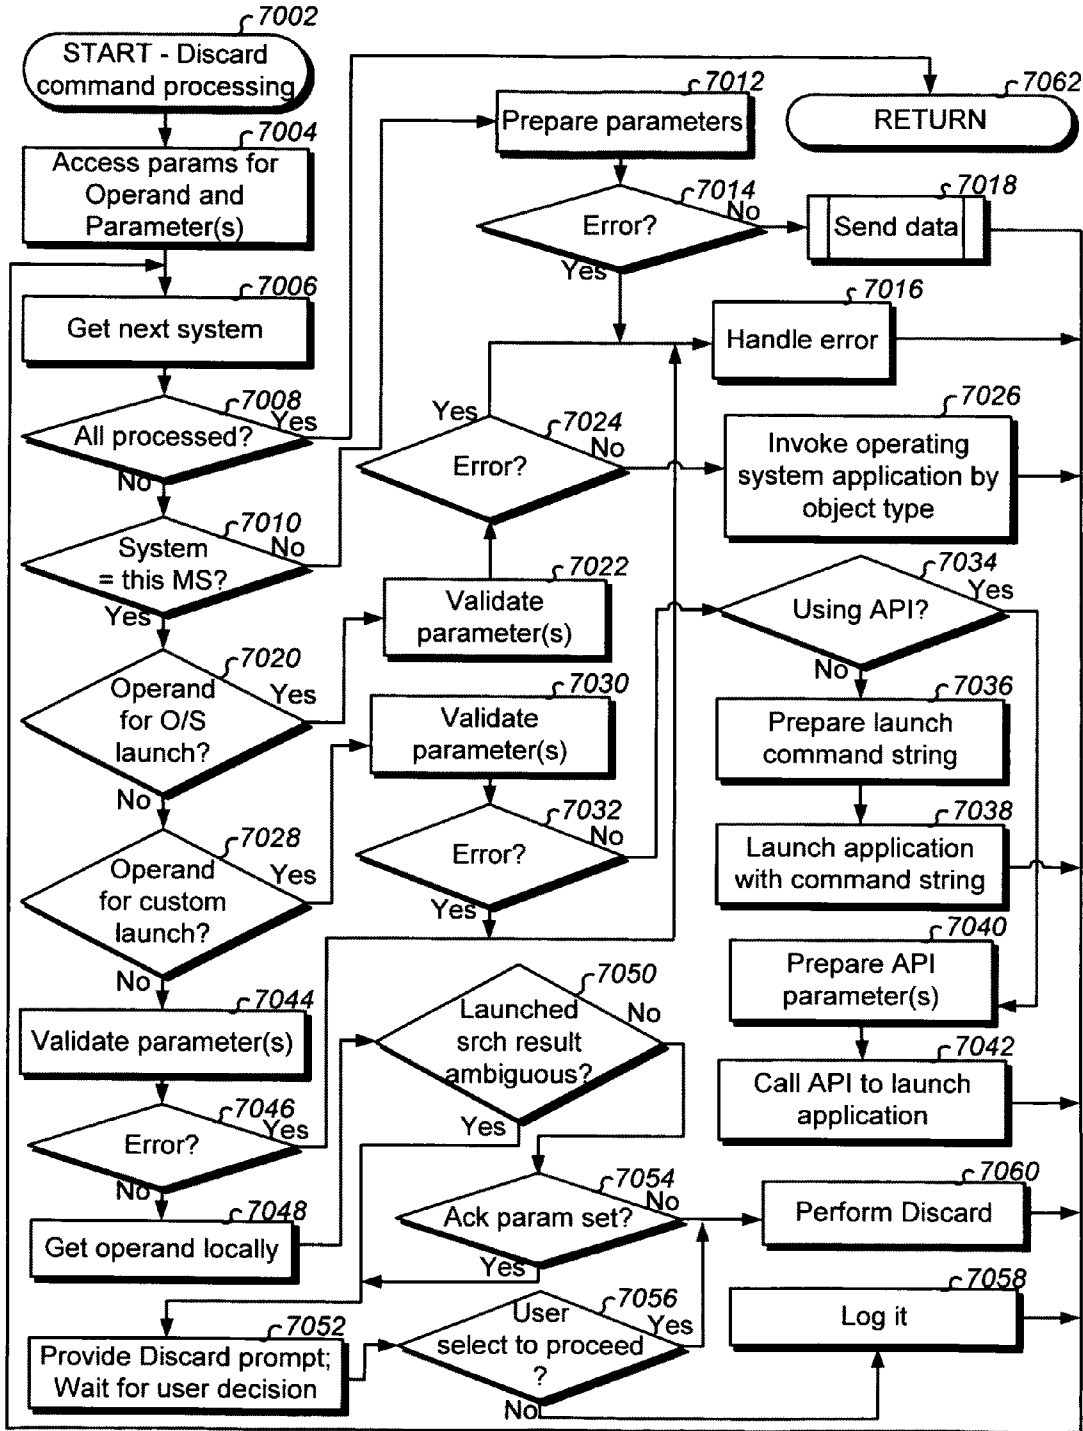 7002
START - Discard
command processing
7004
Access params for
Operand and
Parameter(s)
7006
Get next system
7008
All processed?
Yes
No
7010
System
= this MS?
No
Yes
7020
Operand
for O/S
launch?
Yes
No
7028
Operand
for custom
launch?
Yes
No
7044
Validate parameter(s)
7046
Error?
Yes
No
7048
Get operand locally
7052
Provide Discard prompt;
Wait for user decision
7012
Prepare parameters
7014
Error?
No
Yes
7018
Send data
7016
Handle error
7062
RETURN
7024
Error?
Yes
No
7022
Validate
parameter(s)
7026
Invoke operating
system application by
object type
7030
Validate
parameter(s)
7032
Error?
No
Yes
7034
Using API?
Yes
No
7036
Prepare launch
command string
7038
Launch application
with command string
7040
Prepare API
parameter(s)
7042
Call API to launch
application
7050
Launched
srch result
ambiguous?
No
Yes
7054
Ack param set?
No
Yes
7056
User
select to proceed
?
Yes
No
7060
Perform Discard
7058
Log it